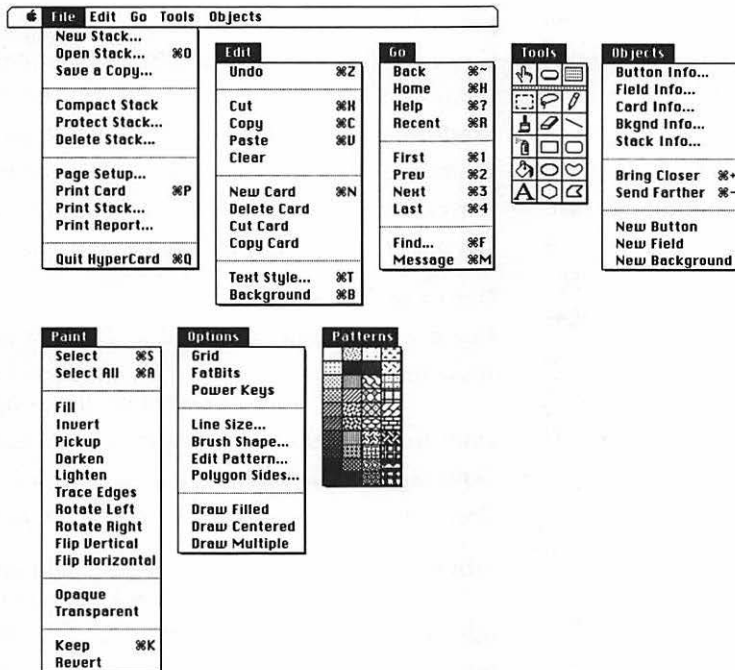 File Edit Go Tools Objects
New Stack...
Open Stack... ⌘O
Save a Copy...
Compact Stack
Protect Stack...
Delete Stack...
Page Setup...
Print Card ⌘P
Print Stack...
Print Report...
Quit HyperCard ⌘Q
Edit
Undo ⌘Z
Cut ⌘X
Copy ⌘C
Paste ⌘V
Clear
New Card ⌘N
Delete Card
Cut Card
Copy Card
Text Style... ⌘T
Background ⌘B
Go
Back ⌘~
Home ⌘H
Help ⌘?
Recent ⌘R
First ⌘1
Prev ⌘2
Next ⌘3
Last ⌘4
Find... ⌘F
Message ⌘M
Tools
A
Objects
Button Info...
Field Info...
Card Info...
Bkgnd Info...
Stack Info...
Bring Closer ⌘+
Send Farther ⌘-
New Button
New Field
New Background
Paint
Select ⌘S
Select All ⌘A
Fill
Invert
Pickup
Darken
Lighten
Trace Edges
Rotate Left
Rotate Right
Flip Vertical
Flip Horizontal
Opaque
Transparent
Keep ⌘K
Revert
Options
Grid
FatBits
Power Keys
Line Size...
Brush Shape...
Edit Pattern...
Polygon Sides...
Draw Filled
Draw Centered
Draw Multiple
Patterns